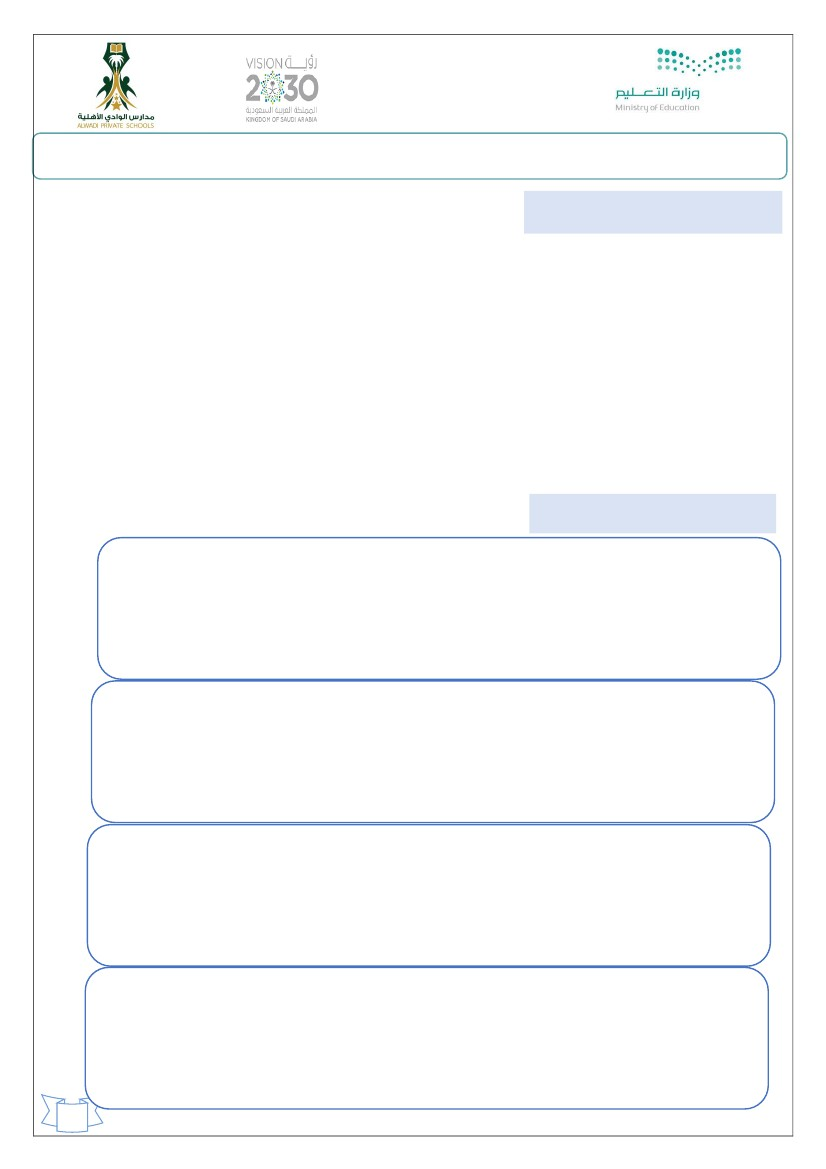 وزارة التعـــليم
Ministry of Education
VISION رؤيــة
2030
المملكة العربية السعودية
KINGDOM OF SAUDI ARABIA
مدارس الوادي الأهلية
ALWADI PRIVATE SCHOOLS